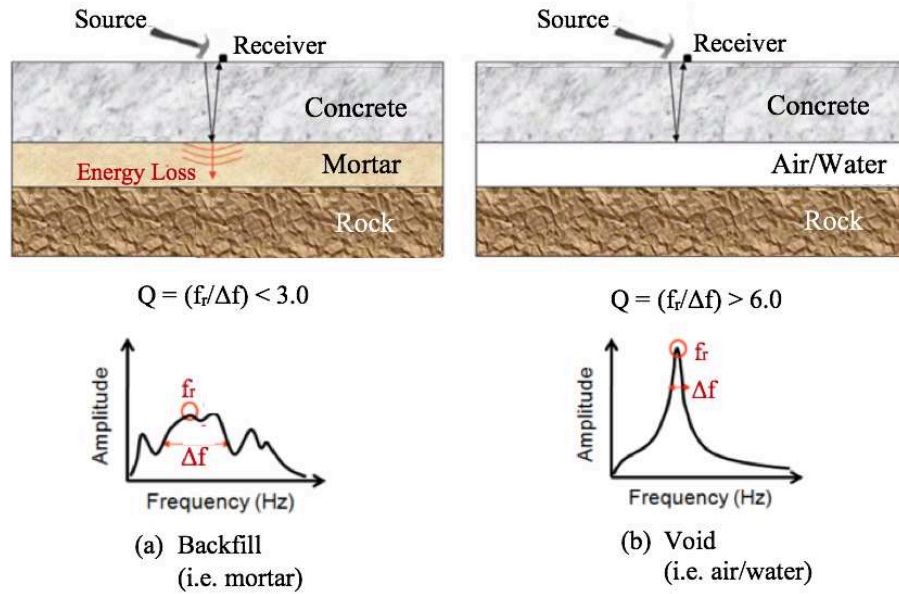 Source
Receiver
Concrete
Energy Loss
Mortar
Rock
Q = (fᵣ/Δf) < 3.0
fᵣ
Δf
Amplitude
Frequency (Hz)
(a) Backfill
(i.e. mortar)
Source
Receiver
Concrete
Air/Water
Rock
Q = (fᵣ/Δf) > 6.0
fᵣ
Δf
Amplitude
Frequency (Hz)
(b) Void
(i.e. air/water)